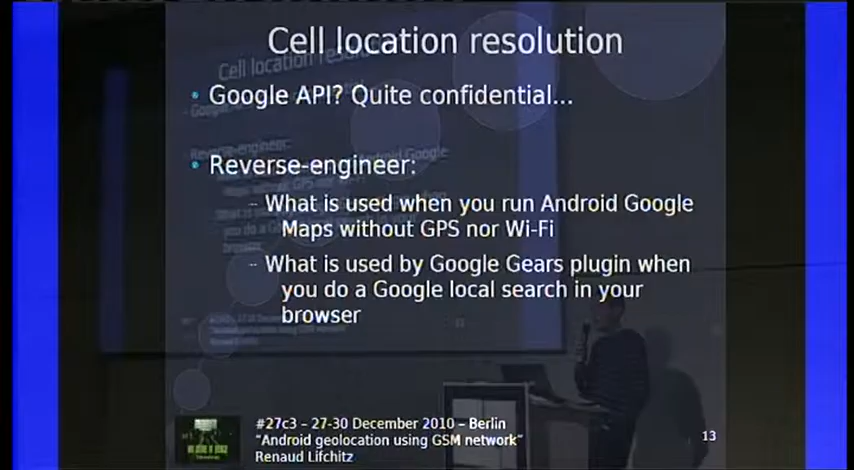 Cell location resolution
• Google API? Quite confidential...
• Reverse-engineer:
– What is used when you run Android Google
Maps without GPS nor Wi-Fi
– What is used by Google Gears plugin when
you do a Google local search in your
browser
#27c3 – 27-30 December 2010 – Berlin
"Android geolocation using GSM network"
Renaud Lifchitz
13